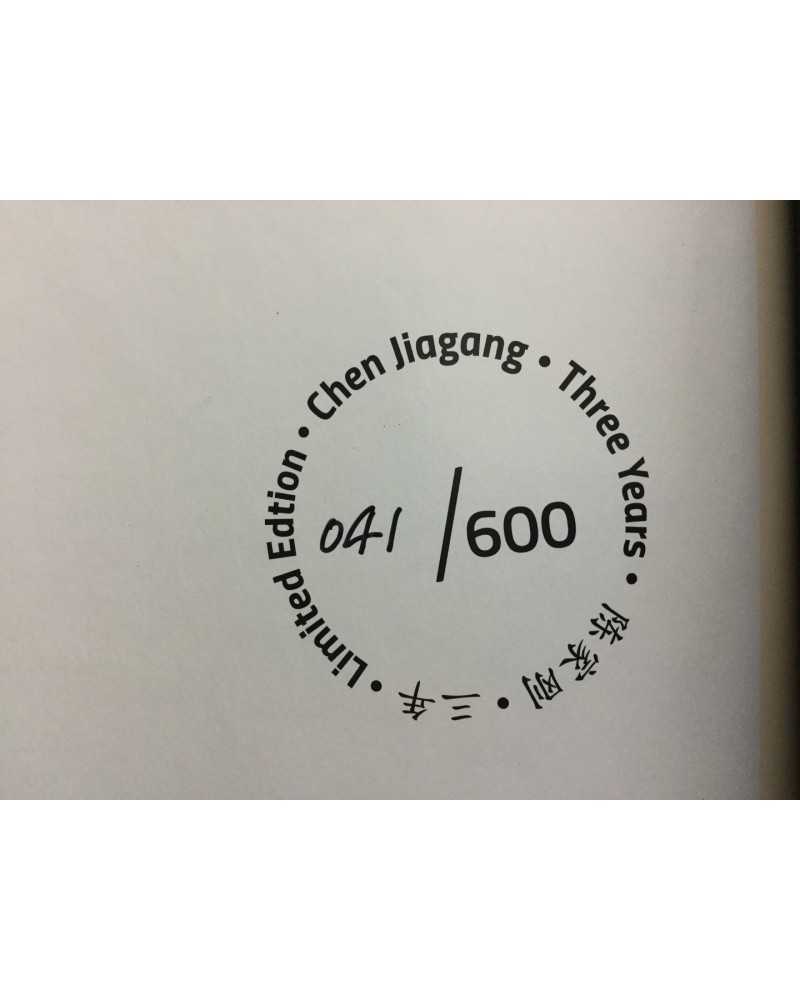 Limited Edtion • Chen Jiagang • Three Years • 陈家刚 • 三年 •
041 /600